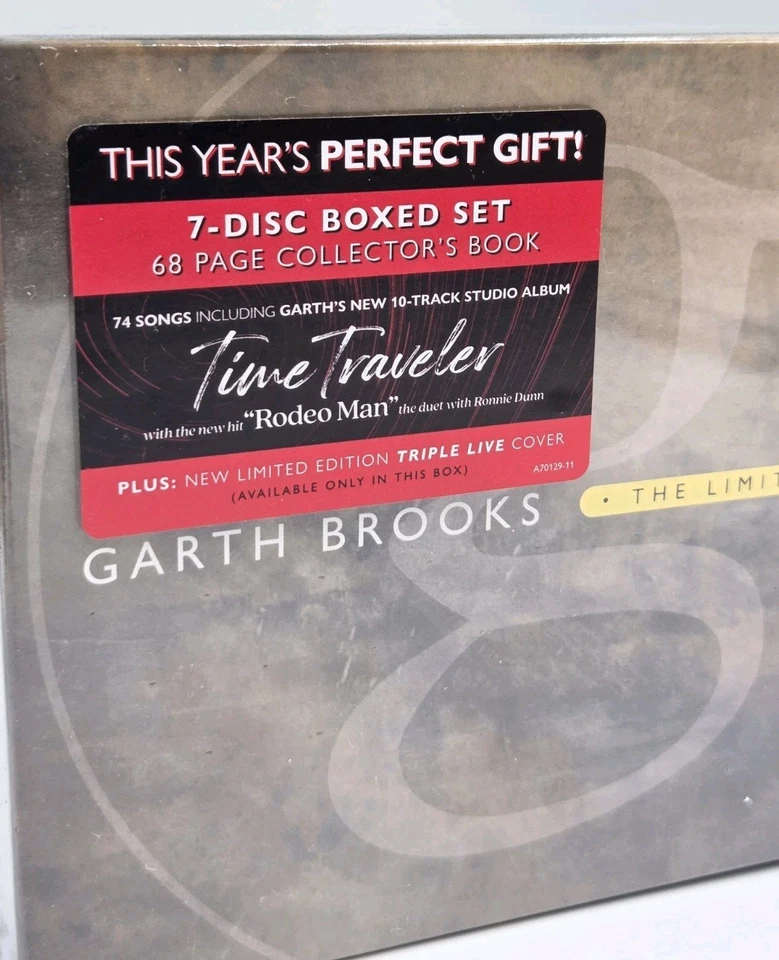 THIS YEAR'S PERFECT GIFT!
7-DISC BOXED SET
68 PAGE COLLECTOR'S BOOK
74 SONGS INCLUDING GARTH'S NEW 10-TRACK STUDIO ALBUM
Time Traveler
with the new hit "Rodeo Man" the duet with Ronnie Dunn
PLUS: NEW LIMITED EDITION TRIPLE LIVE COVER
(AVAILABLE ONLY IN THIS BOX)
A70129-11
GARTH BROOKS
• THE LIMIT
g